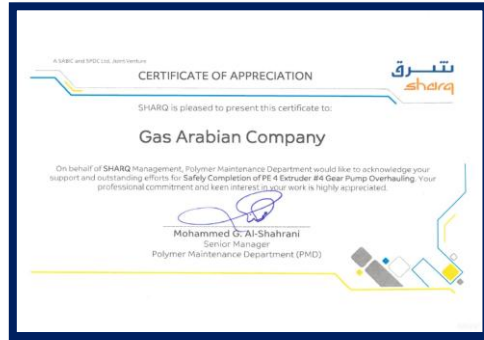 A SABIC and SPDC Ltd. Joint Venture
شرق
sharq
CERTIFICATE OF APPRECIATION
SHARQ is pleased to present this certificate to:
Gas Arabian Company
On behalf of SHARQ Management, Polymer Maintenance Department would like to acknowledge your
support and outstanding efforts for Safely Completion of PE 4 Extruder #4 Gear Pump Overhauling. Your
professional commitment and keen interest in your work is highly appreciated.
Mohammed G. Al-Shahrani
Senior Manager
Polymer Maintenance Department (PMD)